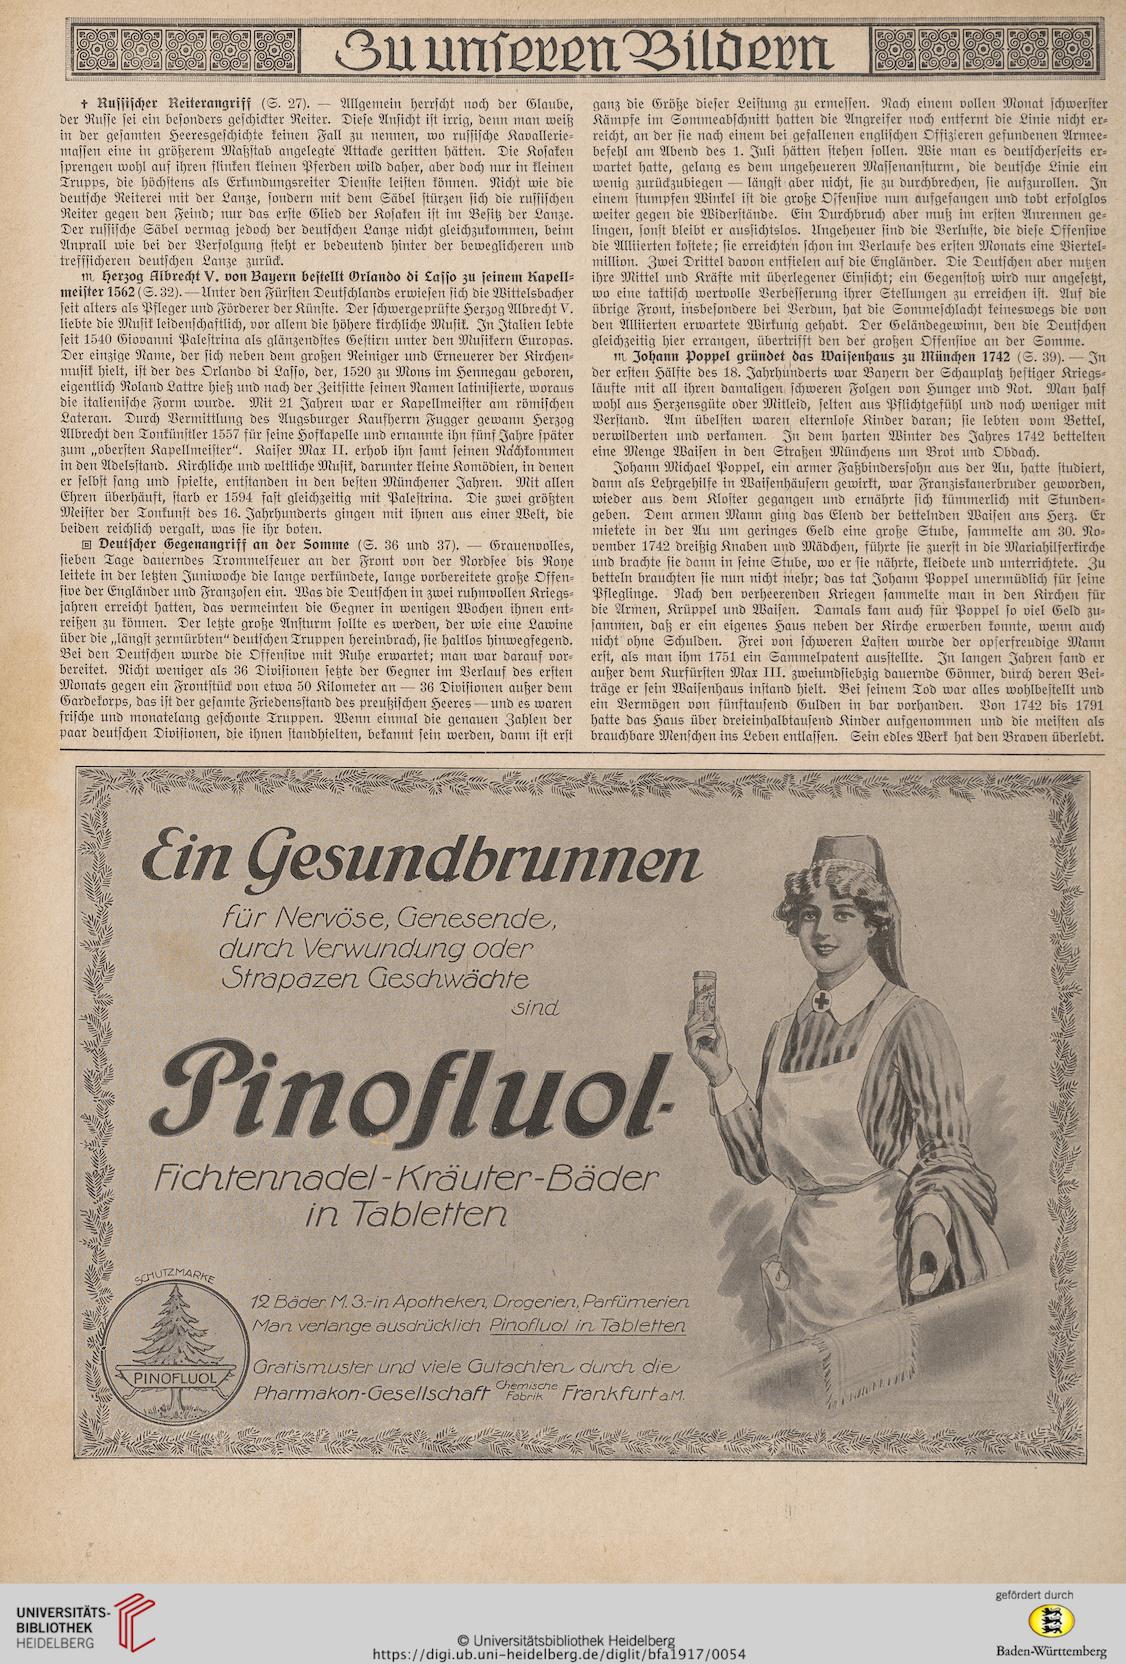 Zu unseren Bildern
† Russischer Reiterangriff (S. 27). — Allgemein herrscht noch der Glaube,
der Russe sei ein besonders geschickter Reiter. Diese Ansicht ist irrig, denn man weiß
in der gesamten Heeresgeschichte keinen Fall zu nennen, wo russische Kavallerie-
massen eine in größerem Maßstab angelegte Attacke geritten hätten. Die Kosaken
sprengen wohl auf ihren flinken kleinen Pferden wild daher, aber doch nur in kleinen
Trupps, die höchstens als Erkundungsreiter Dienste leisten können. Nicht wie die
deutsche Reiterei mit der Lanze, sondern mit dem Säbel stürzen sich die russischen
Reiter gegen den Feind; nur das erste Glied der Kosaken ist im Besitz der Lanze.
Der russische Säbel vermag jedoch der deutschen Lanze nicht gleichzukommen, beim
Anprall wie bei der Verfolgung steht er bedeutend hinter der beweglicheren und
treffsicheren deutschen Lanze zurück.
m Herzog Albrecht V. von Bayern bestellt Orlando di Lasso zu seinem Kapell-
meister 1562 (S. 32). — Unter den Fürsten Deutschlands erwiesen sich die Wittelsbacher
seit alters als Pfleger und Förderer der Künste. Der schwergeprüfte Herzog Albrecht V.
liebte die Musik leidenschaftlich, vor allem die höhere kirchliche Musik. In Italien lebte
seit 1540 Giovanni Palestrina als glänzendstes Gestirn unter den Musikern Europas.
Der einzige Name, der sich neben dem großen Reiniger und Erneuerer der Kirchen-
musik hielt, ist der des Orlando di Lasso, der, 1520 zu Mons im Hennegau geboren,
eigentlich Roland Lattre hieß und nach der Zeitsitte seinen Namen latinisierte, woraus
die italienische Form wurde. Mit 21 Jahren war er Kapellmeister am römischen
Lateran. Durch Vermittlung des Augsburger Kaufherrn Fugger gewann Herzog
Albrecht den Tonkünstler 1557 für seine Hofkapelle und ernannte ihn fünf Jahre später
zum „obersten Kapellmeister“. Kaiser Max II. erhob ihn samt seinen Nachkommen
in den Adelsstand. Kirchliche und weltliche Musik, darunter kleine Komödien, in denen
er selbst sang und spielte, entstanden in den besten Münchener Jahren. Mit allen
Ehren überhäuft, starb er 1594 fast gleichzeitig mit Palestrina. Die zwei größten
Meister der Tonkunst des 16. Jahrhunderts gingen mit ihnen aus einer Welt, die
beiden reichlich vergalt, was sie ihr boten.
Deutscher Gegenangriff an der Somme (S. 36 und 37). — Grauenvolles,
sieben Tage dauerndes Trommelfeuer an der Front von der Nordsee bis Noye
leitete in der letzten Juniwoche die lange verkündete, lange vorbereitete große Offen-
sive der Engländer und Franzosen ein. Was die Deutschen in zwei ruhmvollen Kriegs-
jahren erreicht hatten, das vermeinten die Gegner in wenigen Wochen ihnen ent-
reißen zu können. Der letzte große Ansturm sollte es werden, der wie eine Lawine
über die „längst zermürbten“ deutschen Truppen hereinbrach, sie haltlos hinwegfegend.
Bei den Deutschen wurde die Offensive mit Ruhe erwartet; man war darauf vor-
bereitet. Nicht weniger als 36 Divisionen setzte der Gegner im Verlauf des ersten
Monats gegen ein Frontstück von etwa 50 Kilometer an — 36 Divisionen außer dem
Gardekorps, das ist der gesamte Friedensstand des preußischen Heeres — und es waren
frische und monatelang geschonte Truppen. Wenn einmal die genauen Zahlen der
paar deutschen Divisionen, die ihnen standhielten, bekannt sein werden, dann ist erst
ganz die Größe dieser Leistung zu ermessen. Nach einem vollen Monat schwerster
Kämpfe im Sommeabschnitt hatten die Angreifer noch entfernt die Linie nicht er-
reicht, an der sie nach einem bei gefallenen englischen Offizieren gefundenen Armee-
befehl am Abend des 1. Juli hätten stehen sollen. Wie man es deutscherseits er-
wartet hatte, gelang es dem ungeheueren Massenansturm, die deutsche Linie ein
wenig zurückzubiegen — längst aber nicht, sie zu durchbrechen, sie aufzurollen. In
einem stumpfen Winkel ist die große Offensive nun aufgefangen und tobt erfolglos
weiter gegen die Widerstände. Ein Durchbruch aber muß im ersten Anrennen ge-
lingen, sonst bleibt er aussichtslos. Ungeheuer sind die Verluste, die diese Offensive
die Alliierten kostete; sie erreichten schon im Verlaufe des ersten Monats eine Viertel-
million. Zwei Drittel davon entfielen auf die Engländer. Die Deutschen aber nutzen
ihre Mittel und Kräfte mit überlegener Einsicht; ein Gegenstoß wird nur angesetzt,
wo eine taktisch wertvolle Verbesserung ihrer Stellungen zu erreichen ist. Auf die
übrige Front, insbesondere bei Verdun, hat die Sommeschlacht keineswegs die von
den Alliierten erwartete Wirkung gehabt. Der Geländegewinn, den die Deutschen
gleichzeitig hier errangen, übertrifft den der großen Offensive an der Somme.
m Johann Poppel gründet das Waisenhaus zu München 1742 (S. 39). — In
der ersten Hälfte des 18. Jahrhunderts war Bayern der Schauplatz heftiger Kriegs-
läufte mit all ihren damaligen schweren Folgen von Hunger und Not. Man half
wohl aus Herzensgüte oder Mitleid, selten aus Pflichtgefühl und noch weniger mit
Verstand. Am übelsten waren elternlose Kinder daran; sie lebten vom Bettel,
verwilderten und verkamen. In dem harten Winter des Jahres 1742 bettelten
eine Menge Waisen in den Straßen Münchens um Brot und Obdach.
Johann Michael Poppel, ein armer Faßbinderssohn aus der Au, hatte studiert,
dann als Lehrgehilfe in Waisenhäusern gewirkt, war Franziskanerbruder geworden,
wieder aus dem Kloster gegangen und ernährte sich kümmerlich mit Stunden-
geben. Dem armen Mann ging das Elend der bettelnden Waisen ans Herz. Er
mietete in der Au um geringes Geld eine große Stube, sammelte am 30. No-
vember 1742 dreißig Knaben und Mädchen, führte sie zuerst in die Mariahilferkirche
und brachte sie dann in seine Stube, wo er sie nährte, kleidete und unterrichtete. Zu
betteln brauchten sie nun nicht mehr; das tat Johann Poppel unermüdlich für seine
Pfleglinge. Nach den verheerenden Kriegen sammelte man in den Kirchen für
die Armen, Krüppel und Waisen. Damals kam auch für Poppel so viel Geld zu-
sammen, daß er ein eigenes Haus neben der Kirche erwerben konnte, wenn auch
nicht ohne Schulden. Frei von schweren Lasten wurde der opferfreudige Mann
erst, als man ihm 1751 ein Sammelpatent ausstellte. In langen Jahren fand er
außer dem Kurfürsten Max III. zweiundsiebzig dauernde Gönner, durch deren Bei-
träge er sein Waisenhaus instand hielt. Bei seinem Tod war alles wohlbestellt und
ein Vermögen von fünftausend Gulden in bar vorhanden. Von 1742 bis 1791
hatte das Haus über dreieinhalbtausend Kinder aufgenommen und die meisten als
brauchbare Menschen ins Leben entlassen. Sein edles Werk hat den Braven überlebt.
Ein Gesundbrunnen
für Nervöse, Genesende,
durch Verwundung oder
Strapazen Geschwächte
sind
Pinofluol-
Fichtennadel-Kräuter-Bäder
in Tabletten
SCHUTZMARKE
PINOFLUOL
12 Bäder M. 3.- in Apotheken, Drogerien, Parfümerien
Man verlange ausdrücklich Pinofluol in Tabletten
Gratismuster und viele Gutachten durch die
Pharmakon-Gesellschaft Chemische Fabrik Frankfurt a.M.
UNIVERSITÄTS-
BIBLIOTHEK
HEIDELBERG
© Universitätsbibliothek Heidelberg
https://digi.ub.uni-heidelberg.de/diglit/bfa1917/0054
gefördert durch
Baden-Württemberg